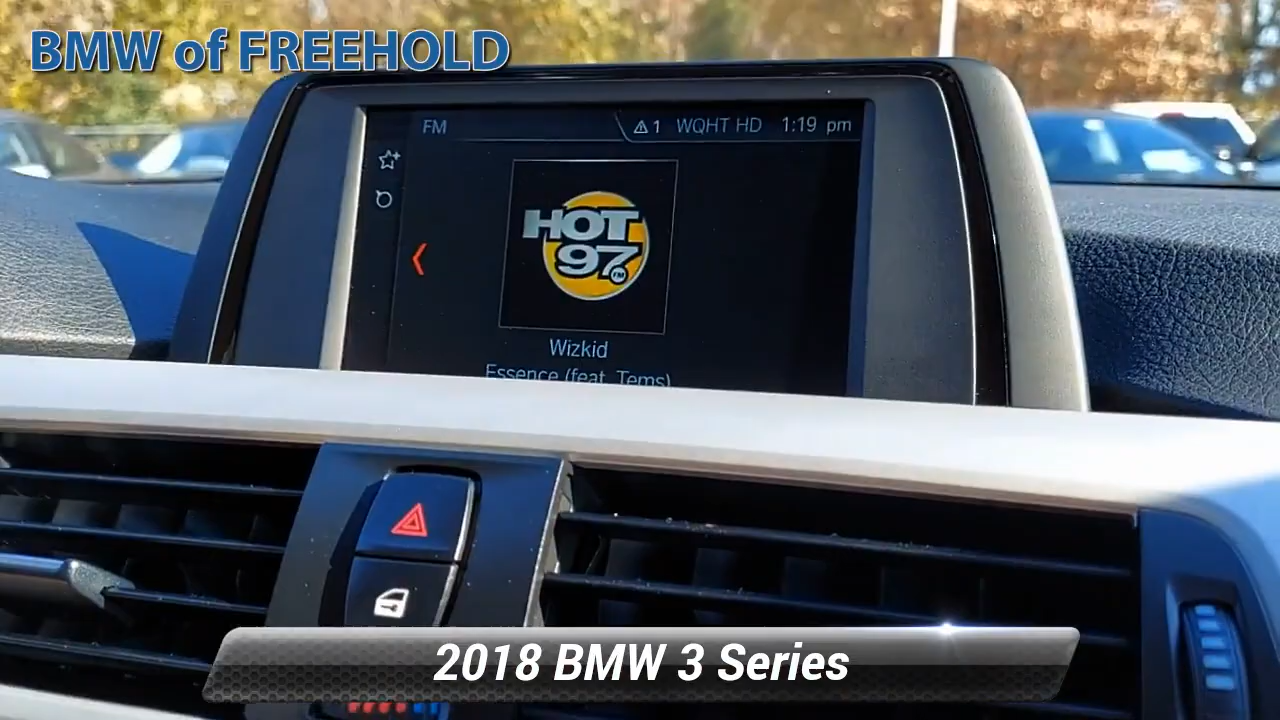 BMW of FREEHOLD
FM
1 WQHT HD 1:19 pm
HOT
97
FM
Wizkid
Essence (feat. Tems)
2018 BMW 3 Series